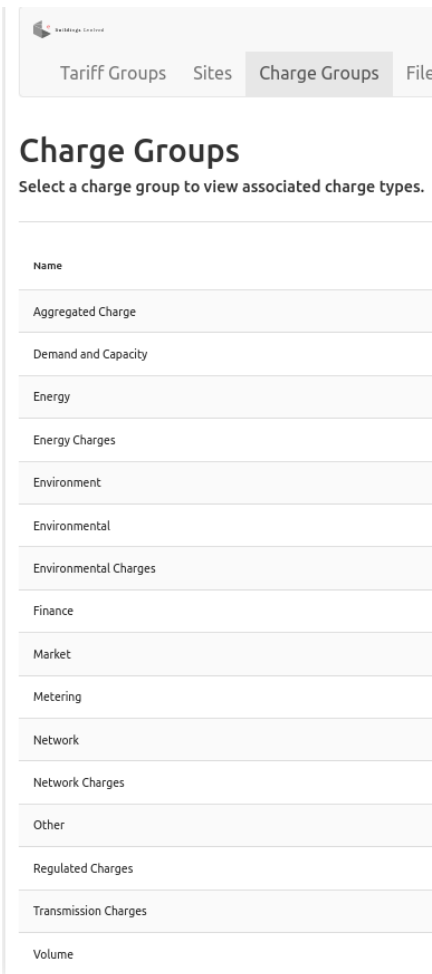 Buildings Evolved
Tariff Groups Sites Charge Groups File
Charge Groups
Select a charge group to view associated charge types.
Name
Aggregated Charge
Demand and Capacity
Energy
Energy Charges
Environment
Environmental
Environmental Charges
Finance
Market
Metering
Network
Network Charges
Other
Regulated Charges
Transmission Charges
Volume